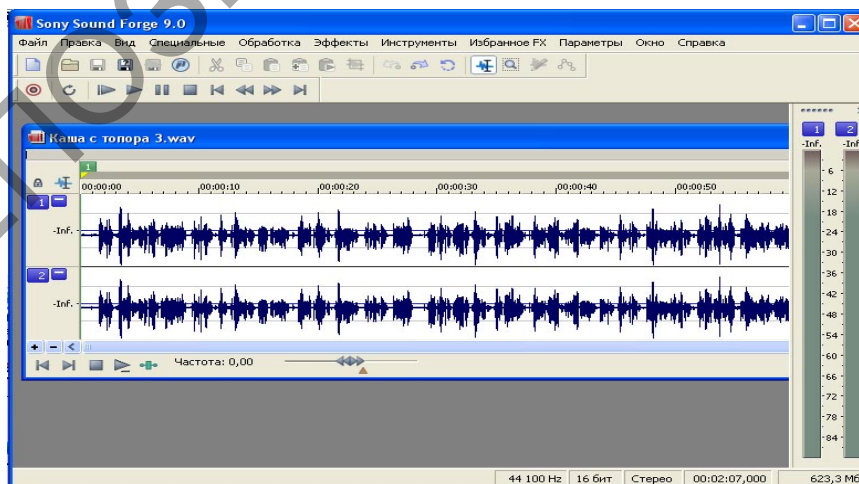 Sony Sound Forge 9.0
Файл Правка Вид Специальные Обработка Эффекты Инструменты Избранное FX Параметры Окно Справка
Каша с топора 3.wav
1 2
-Inf. -Inf.
1
00:00:00 00:00:10 00:00:20 00:00:30 00:00:40 00:00:50
1
-Inf.
2
-Inf.
Частота: 0,00
- 6 -
-12 -
-18 -
-24 -
-30 -
-36 -
-42 -
-48 -
-54 -
-60 -
-66 -
-72 -
-78 -
-84 -
44 100 Hz 16 бит Стерео 00:02:07,000 623,3 Мб